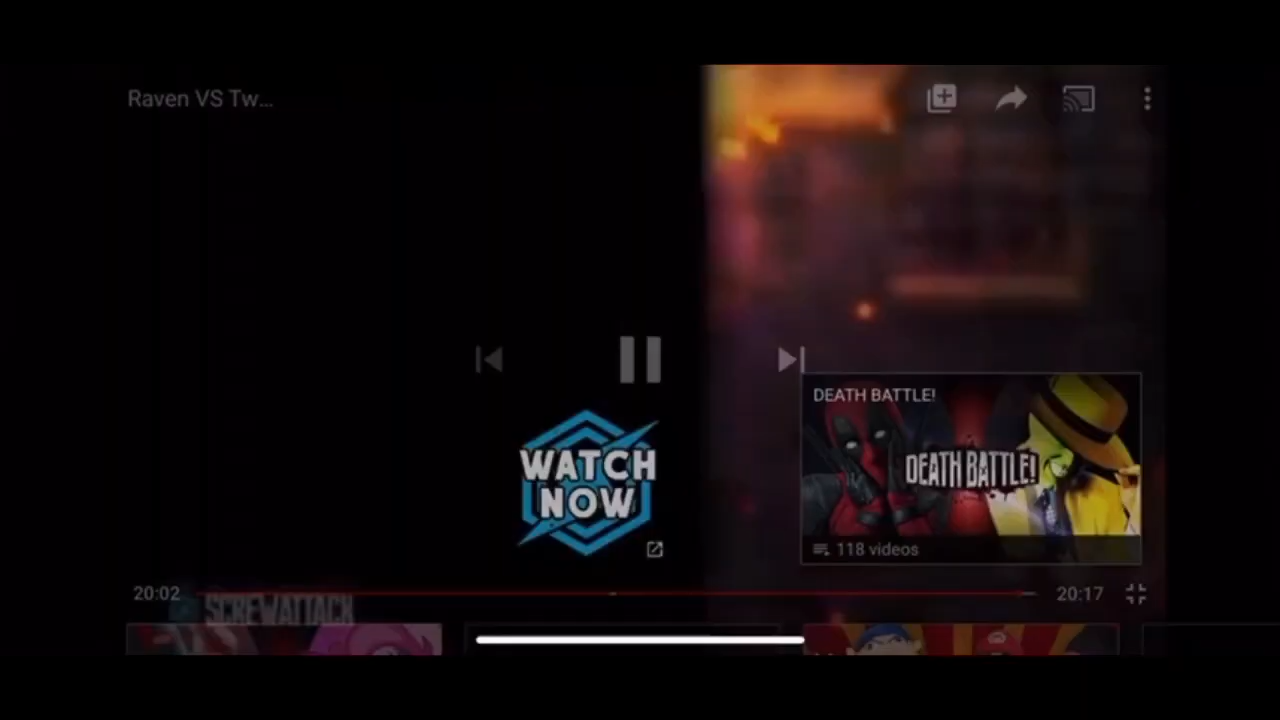 Raven VS Tw...
DEATH BATTLE!
DEATH BATTLE!
WATCH
NOW
118 videos
20:02
20:17
SCREWATTACK